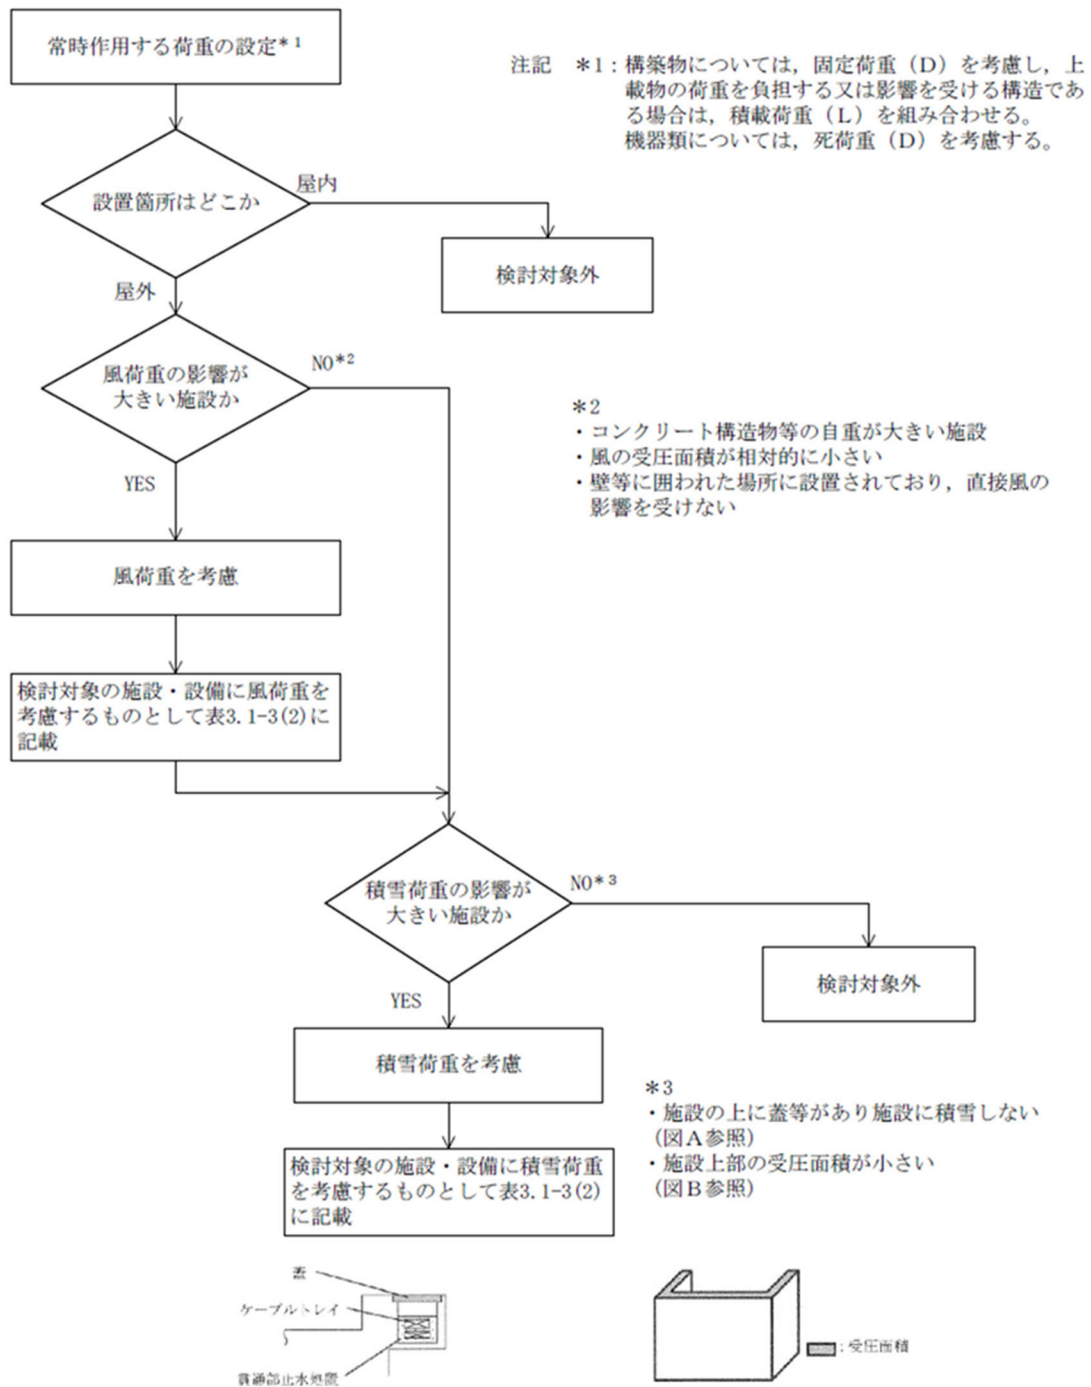 常時作用する荷重の設定*1
注記　*1：構築物については，固定荷重（D）を考慮し，上
載物の荷重を負担する又は影響を受ける構造であ
る場合は，積載荷重（L）を組み合わせる。
機器類については，死荷重（D）を考慮する。
設置箇所はどこか
屋内
検討対象外
屋外
風荷重の影響が
大きい施設か
NO*2
*2
・コンクリート構造物等の自重が大きい施設
・風の受圧面積が相対的に小さい
・壁等に囲われた場所に設置されており，直接風の
影響を受けない
YES
風荷重を考慮
検討対象の施設・設備に風荷重を
考慮するものとして表3.1-3(2)に
記載
積雪荷重の影響が
大きい施設か
NO*3
検討対象外
YES
積雪荷重を考慮
*3
・施設の上に蓋等があり施設に積雪しない
（図A参照）
・施設上部の受圧面積が小さい
（図B参照）
検討対象の施設・設備に積雪荷重
を考慮するものとして表3.1-3(2)
に記載
蓋
ケーブルトレイ
貫通部止水処置
：受圧面積